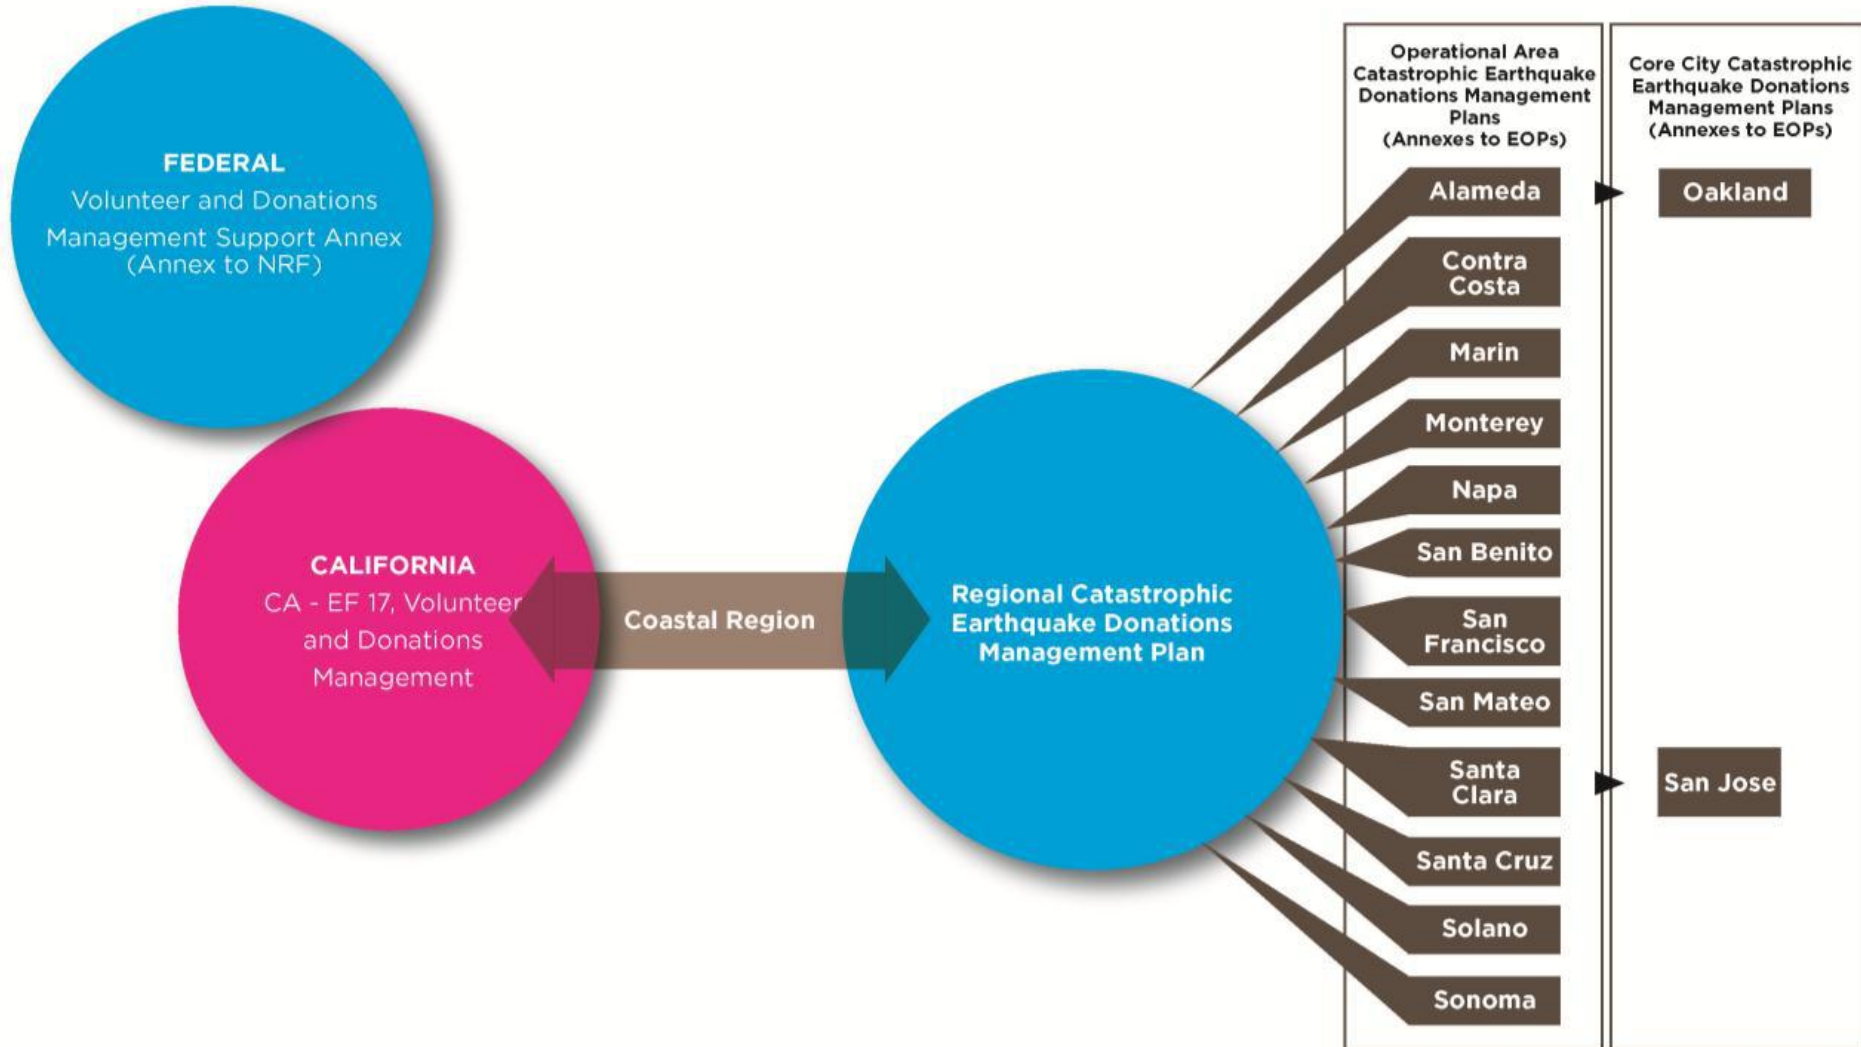 FEDERAL
Volunteer and Donations
Management Support Annex
(Annex to NRF)
CALIFORNIA
CA - EF 17, Volunteer
and Donations
Management
Coastal Region
Regional Catastrophic
Earthquake Donations
Management Plan
Operational Area
Catastrophic Earthquake
Donations Management
Plans
(Annexes to EOPs)
Alameda
Contra
Costa
Marin
Monterey
Napa
San Benito
San
Francisco
San Mateo
Santa
Clara
Santa Cruz
Solano
Sonoma
Core City Catastrophic
Earthquake Donations
Management Plans
(Annexes to EOPs)
Oakland
San Jose